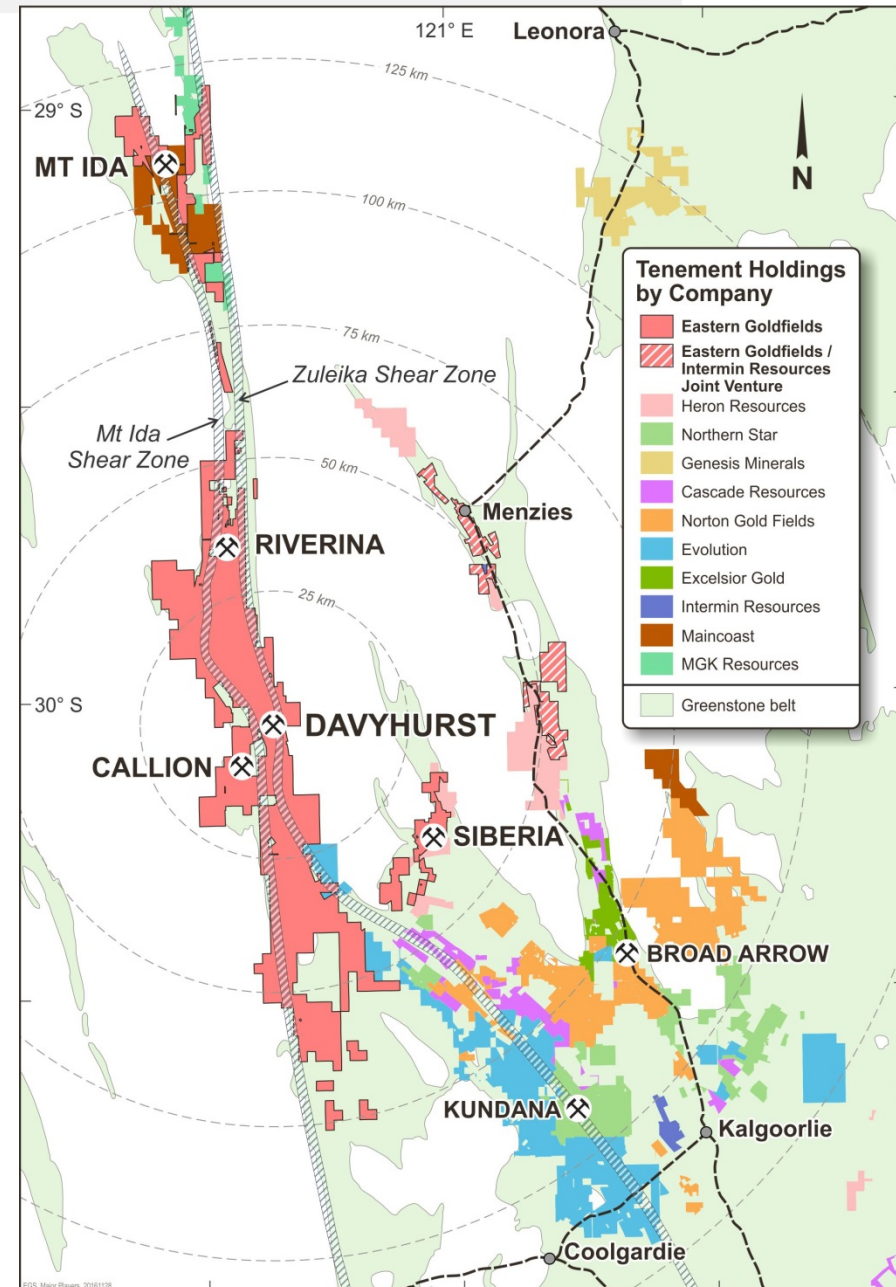 121° E
Leonora
125 km
29° S
MT IDA
N
100 km
Tenement Holdings
by Company
Eastern Goldfields
Eastern Goldfields /
Intermin Resources
Joint Venture
Heron Resources
Northern Star
Genesis Minerals
Cascade Resources
Norton Gold Fields
Evolution
Excelsior Gold
Intermin Resources
Maincoast
MGK Resources
Greenstone belt
75 km
Zuleika Shear Zone
Mt Ida
Shear Zone
50 km
Menzies
RIVERINA
25 km
30° S
DAVYHURST
CALLION
SIBERIA
BROAD ARROW
KUNDANA
Kalgoorlie
Coolgardie
EGS_Major Players_20161128